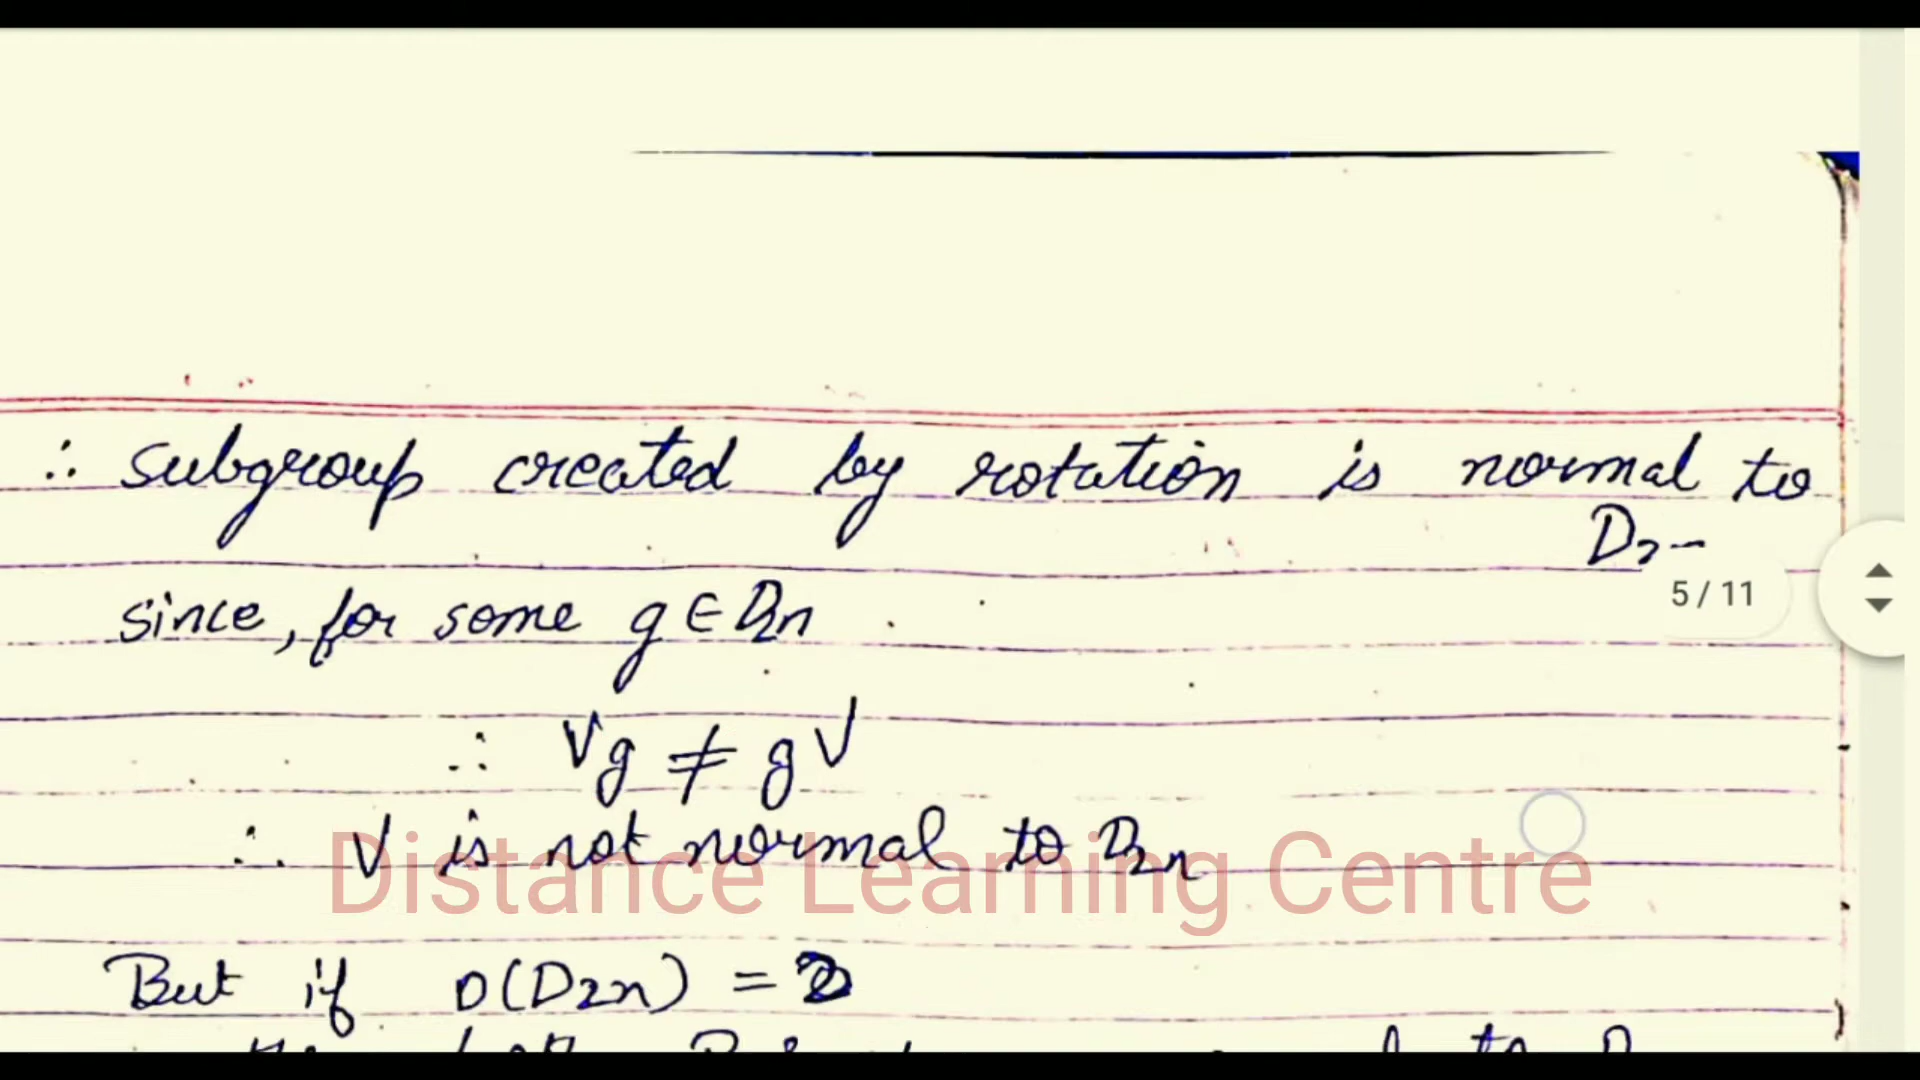 ∴ subgroup created by rotation is normal to
D₂
since, for some g ∈ D₂n
5 / 11
∴ Vg ≠ gV
∴ V is not normal to D₂n
Distance Learning Centre
But if O(D₂n) = 2